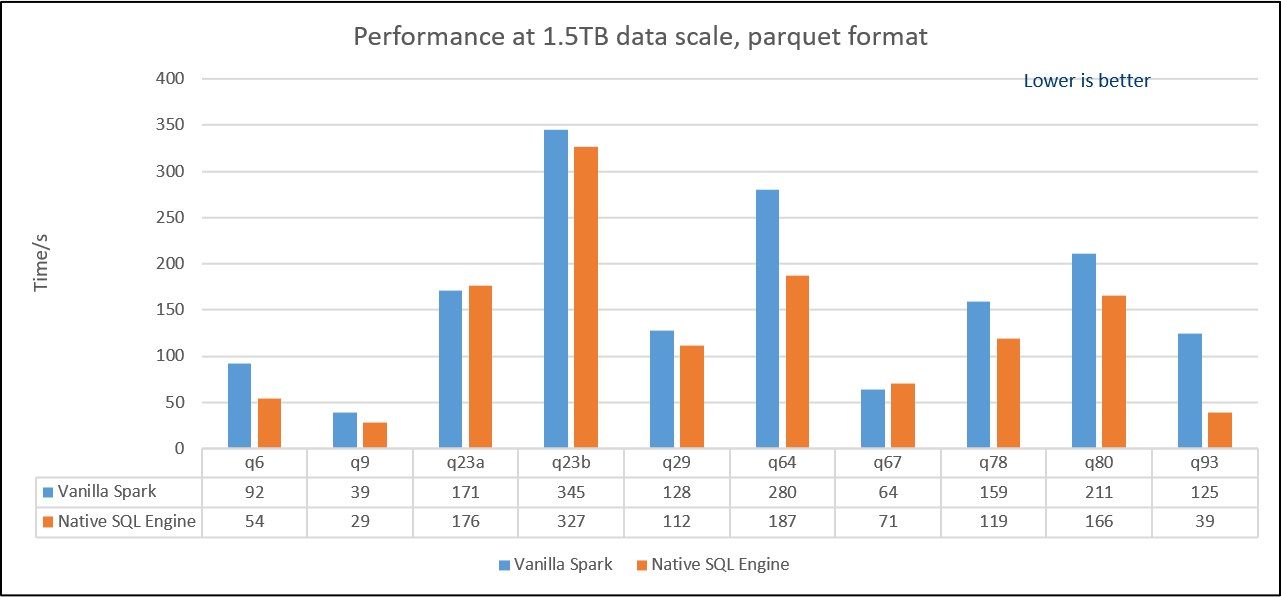 Performance at 1.5TB data scale, parquet format
Lower is better
Time/s
400
350
300
250
200
150
100
50
0
q6 q9 q23a q23b q29 q64 q67 q78 q80 q93
Vanilla Spark 92 39 171 345 128 280 64 159 211 125
Native SQL Engine 54 29 176 327 112 187 71 119 166 39
Vanilla Spark Native SQL Engine